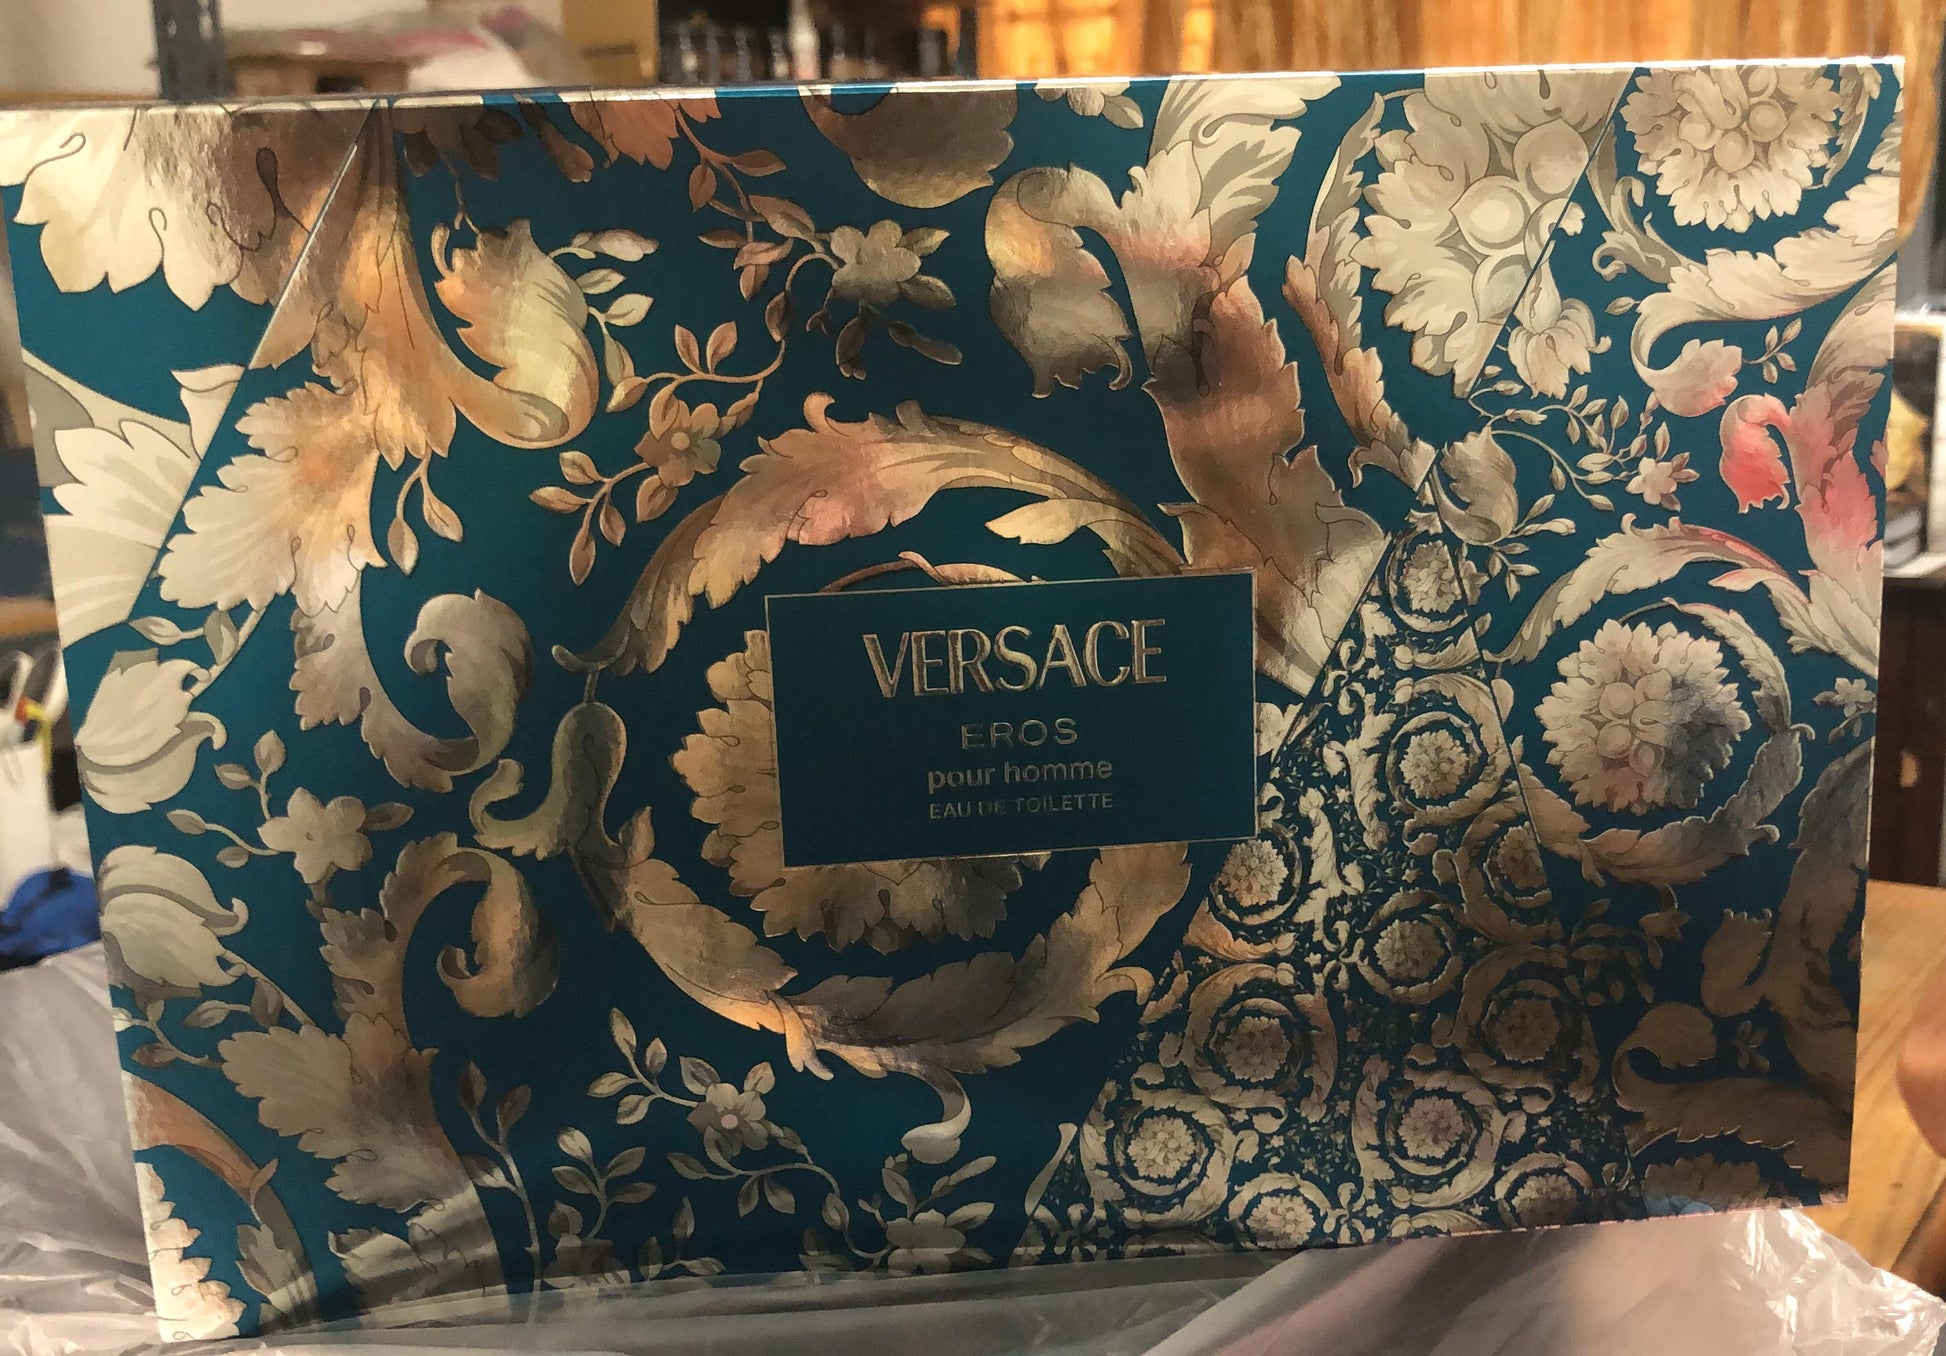 VERSACE
EROS
pour homme
EAU DE TOILETTE